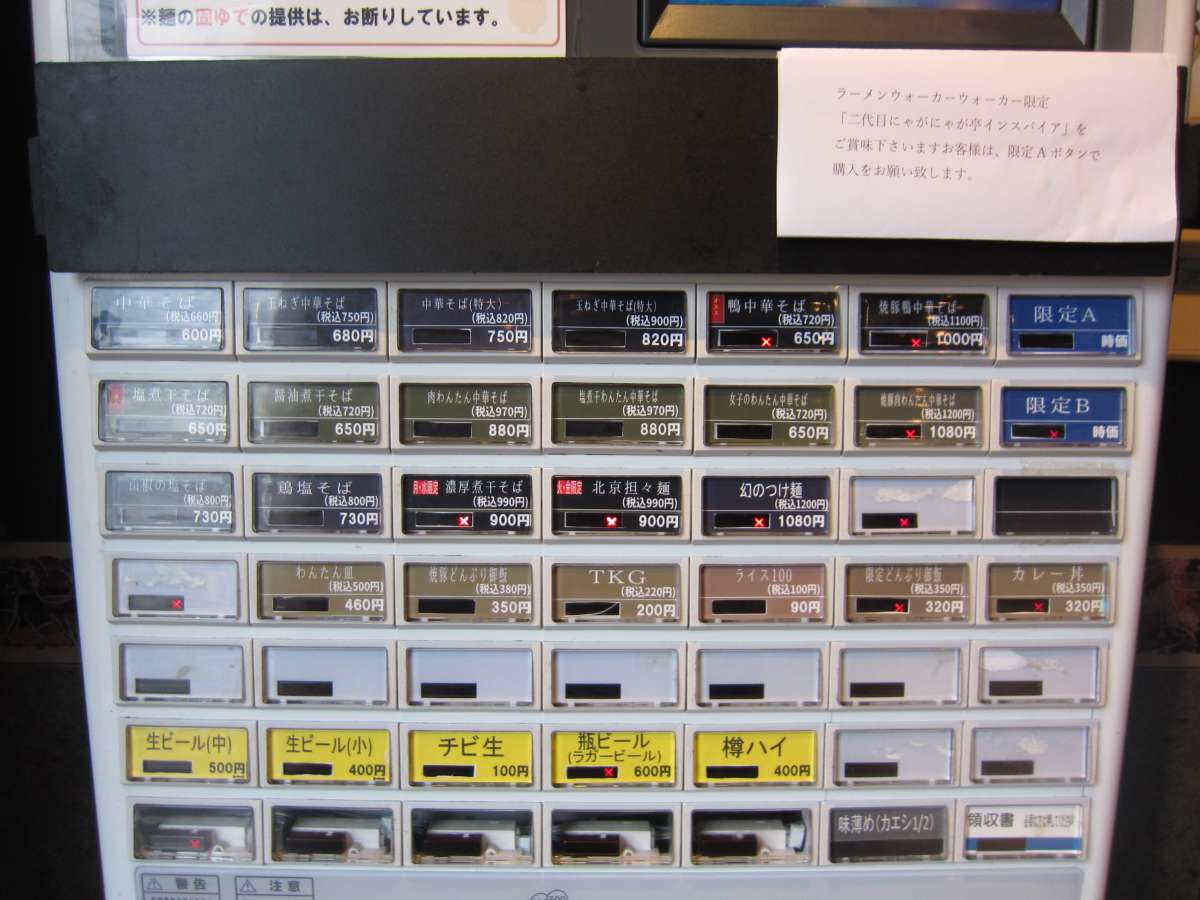 ※麺の固ゆでの提供は、お断りしています。
ラーメンウォーカーウォーカー限定
「二代目にゃがにゃが亭インスパイア」を
ご賞味下さいますお客様は、限定Aボタンで
購入をお願い致します。
中華そば
(税込660円)
600円
玉ねぎ中華そば
(税込750円)
680円
中華そば(特大)
(税込820円)
750円
玉ねぎ中華そば(特大)
(税込900円)
820円
鴨中華そば
(税込720円)
650円
焼豚鴨中華そば
(税込1100円)
1000円
限定A
時価
塩煮干そば
(税込720円)
650円
醤油煮干そば
(税込720円)
650円
肉わんたん中華そば
(税込970円)
880円
塩煮干わんたん中華そば
(税込970円)
880円
女子のわんたん中華そば
(税込720円)
650円
焼豚肉わんたん中華そば
(税込1200円)
1080円
限定B
時価
山椒の塩そば
(税込800円)
730円
鶏塩そば
(税込800円)
730円
月・水限定 濃厚煮干そば
(税込990円)
900円
火・金限定 北京担々麺
(税込990円)
900円
幻のつけ麺
(税込1200円)
1080円
わんたん皿
(税込500円)
460円
焼豚どんぶり御飯
(税込380円)
350円
TKG
(税込220円)
200円
ライス100
(税込100円)
90円
限定どんぶり御飯
(税込350円)
320円
カレー丼
(税込350円)
320円
生ビール(中)
500円
生ビール(小)
400円
チビ生
100円
瓶ビール
(ラガービール)
600円
樽ハイ
400円
味薄め(カエシ1/2)
領収書
警告
注意